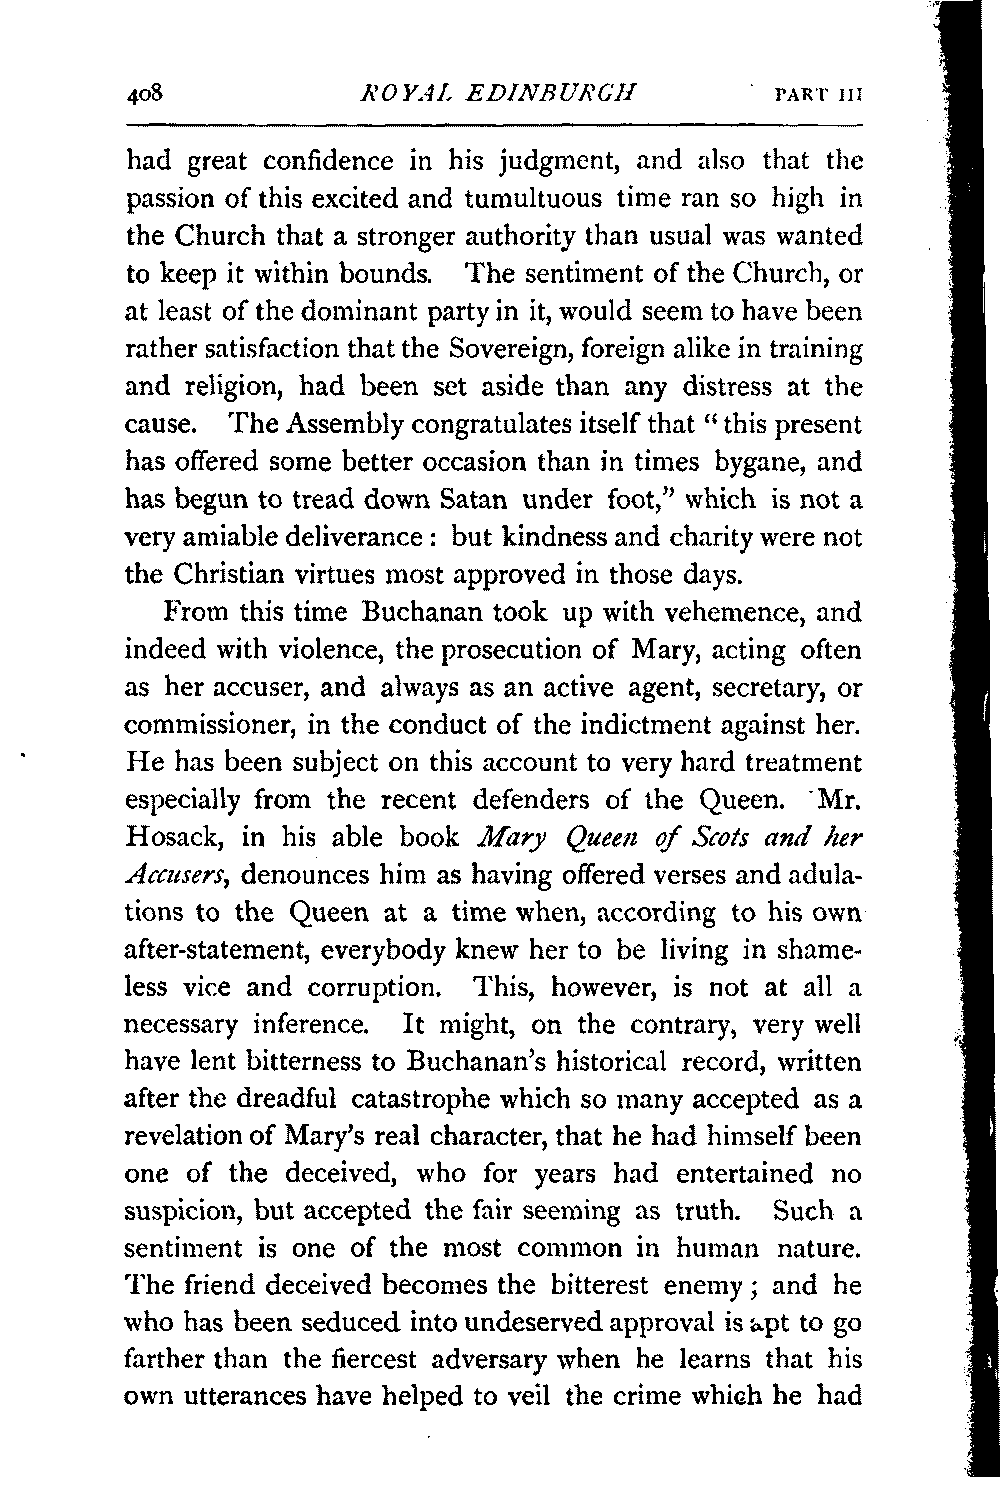 408 ROYAL EDINBURGH PART III
had great confidence in his judgment, and also that the
passion of this excited and tumultuous time ran so high in
the Church that a stronger authority than usual was wanted
to keep it within bounds. The sentiment of the Church, or
at least of the dominant party in it, would seem to have been
rather satisfaction that the Sovereign, foreign alike in training
and religion, had been set aside than any distress at the
cause. The Assembly congratulates itself that “this present
has offered some better occasion than in times bygane, and
has begun to tread down Satan under foot,” which is not a
very amiable deliverance : but kindness and charity were not
the Christian virtues most approved in those days.
From this time Buchanan took up with vehemence, and
indeed with violence, the prosecution of Mary, acting often
as her accuser, and always as an active agent, secretary, or
commissioner, in the conduct of the indictment against her.
He has been subject on this account to very hard treatment
especially from the recent defenders of the Queen. Mr.
Hosack, in his able book Mary Queen of Scots and her
Accusers, denounces him as having offered verses and adula-
tions to the Queen at a time when, according to his own
after-statement, everybody knew her to be living in shame-
less vice and corruption. This, however, is not at all a
necessary inference. It might, on the contrary, very well
have lent bitterness to Buchanan’s historical record, written
after the dreadful catastrophe which so many accepted as a
revelation of Mary’s real character, that he had himself been
one of the deceived, who for years had entertained no
suspicion, but accepted the fair seeming as truth. Such a
sentiment is one of the most common in human nature.
The friend deceived becomes the bitterest enemy ; and he
who has been seduced into undeserved approval is apt to go
farther than the fiercest adversary when he learns that his
own utterances have helped to veil the crime which he had